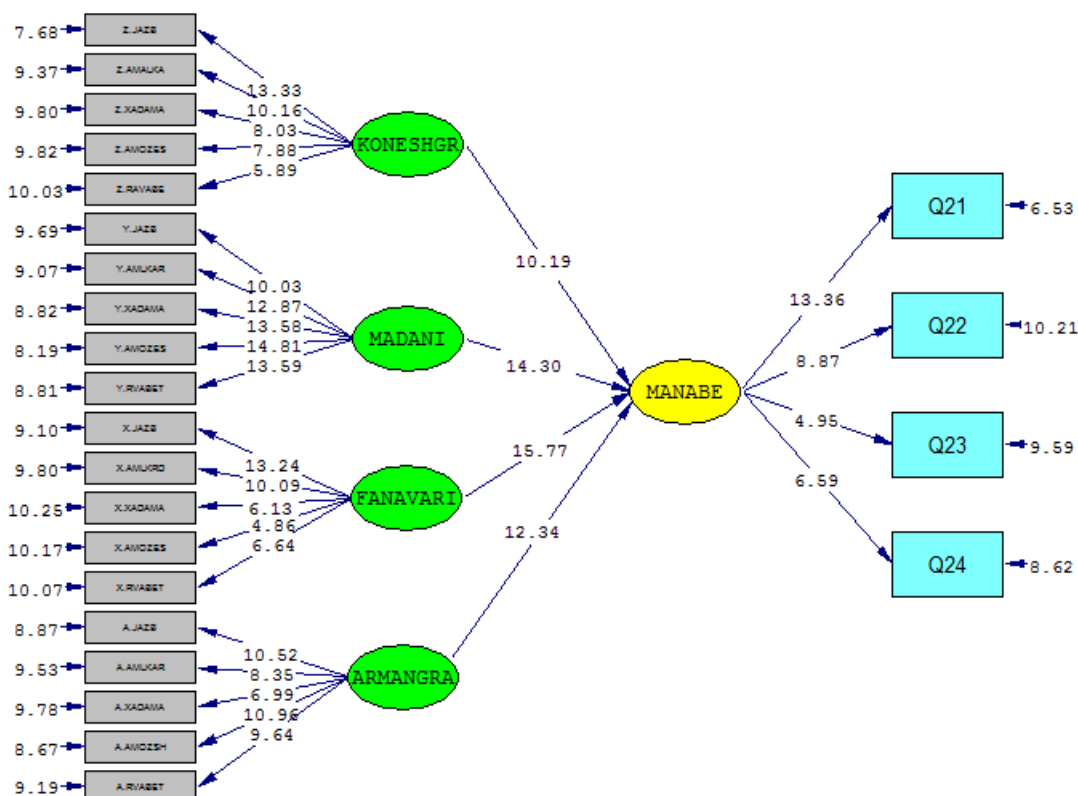 7.68 Z.JAZB
9.37 Z.AMALKA
9.80 Z.XADAMA
9.82 Z.AMOZES
10.03 Z.RAVABE
13.33
10.16
8.03
7.88
5.89
KONESHGR
10.19
9.69 Y.JAZB
9.07 Y.AMLKAR
8.82 Y.XADAMA
8.19 Y.AMOZES
8.81 Y.RVABET
10.03
12.87
13.58
14.81
13.59
MADANI
14.30
9.10 X.JAZB
9.80 X.AMLKRD
10.25 X.XADAMA
10.17 X.AMOZES
10.07 X.RVABET
13.24
10.09
6.13
4.86
6.64
FANAVARI
15.77
8.87 A.JAZB
9.53 A.AMLKAR
9.78 A.XADAMA
8.67 A.AMOZSH
9.19 A.RVABET
10.52
8.35
6.99
10.96
9.64
ARMANGRA
12.34
MANABE
13.36
8.87
4.95
6.59
Q21 6.53
Q22 10.21
Q23 9.59
Q24 8.62